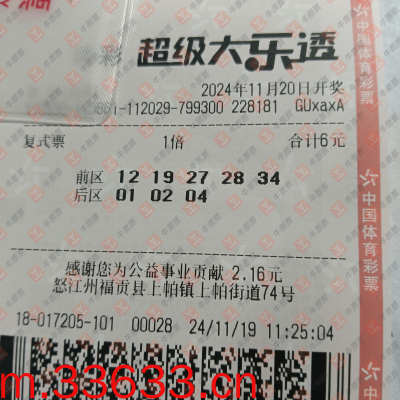 彩 超级大乐透
2024年11月20日开奖
-112029-799300 228181 GUxaxA
复式票 1倍 合计6元
前区 12 19 27 28 34
后区 01 02 04
感谢您为公益事业贡献 2.16元
怒江州福贡县上帕镇上帕街道74号
18-017205-101 00028 24/11/19 11:25:04
m.33633.cn
中国体育彩票
中国体育彩票